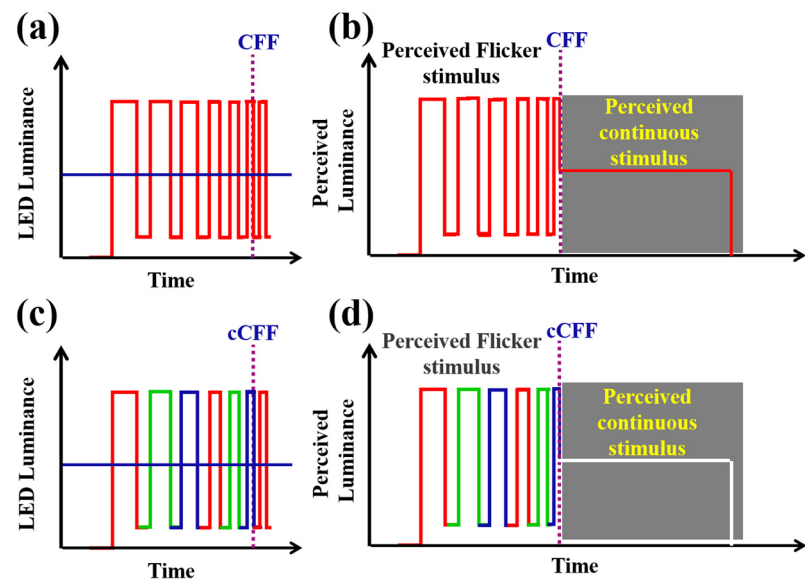 (a)
CFF
LED Luminance
Time
(b)
Perceived Flicker
stimulus
CFF
Perceived
continuous
stimulus
Perceived
Luminance
Time
(c)
cCFF
LED Luminance
Time
(d)
Perceived Flicker
stimulus
cCFF
Perceived
continuous
stimulus
Perceived
Luminance
Time